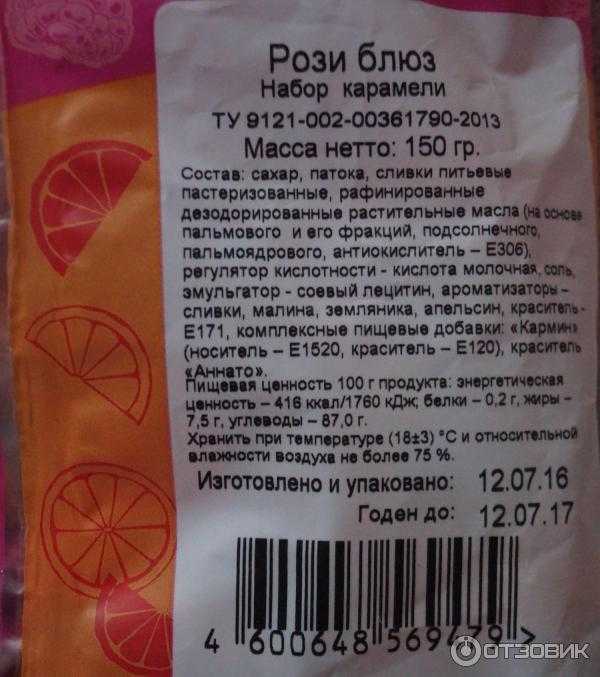 Рози блюз
Набор карамели
ТУ 9121-002-00361790-2013
Масса нетто: 150 гр.
Состав: сахар, патока, сливки питьевые
пастеризованные, рафинированные
дезодорированные растительные масла (на основе
пальмового и его фракций, подсолнечного,
пальмоядрового, антиокислитель – Е306),
регулятор кислотности - кислота молочная, соль,
эмульгатор - соевый лецитин, ароматизаторы –
сливки, малина, земляника, апельсин, краситель -
Е171, комплексные пищевые добавки: «Кармин»
(носитель – Е1520, краситель – Е120), краситель
«Аннато».
Пищевая ценность 100 г продукта: энергетическая
ценность – 416 ккал/1760 кДж; белки – 0,2 г, жиры –
7,5 г, углеводы – 87,0 г.
Хранить при температуре (18±3) °С и относительной
влажности воздуха не более 75 %.
Изготовлено и упаковано: 12.07.16
Годен до: 12.07.17
4 600648 569479 >
ОТЗОВИК